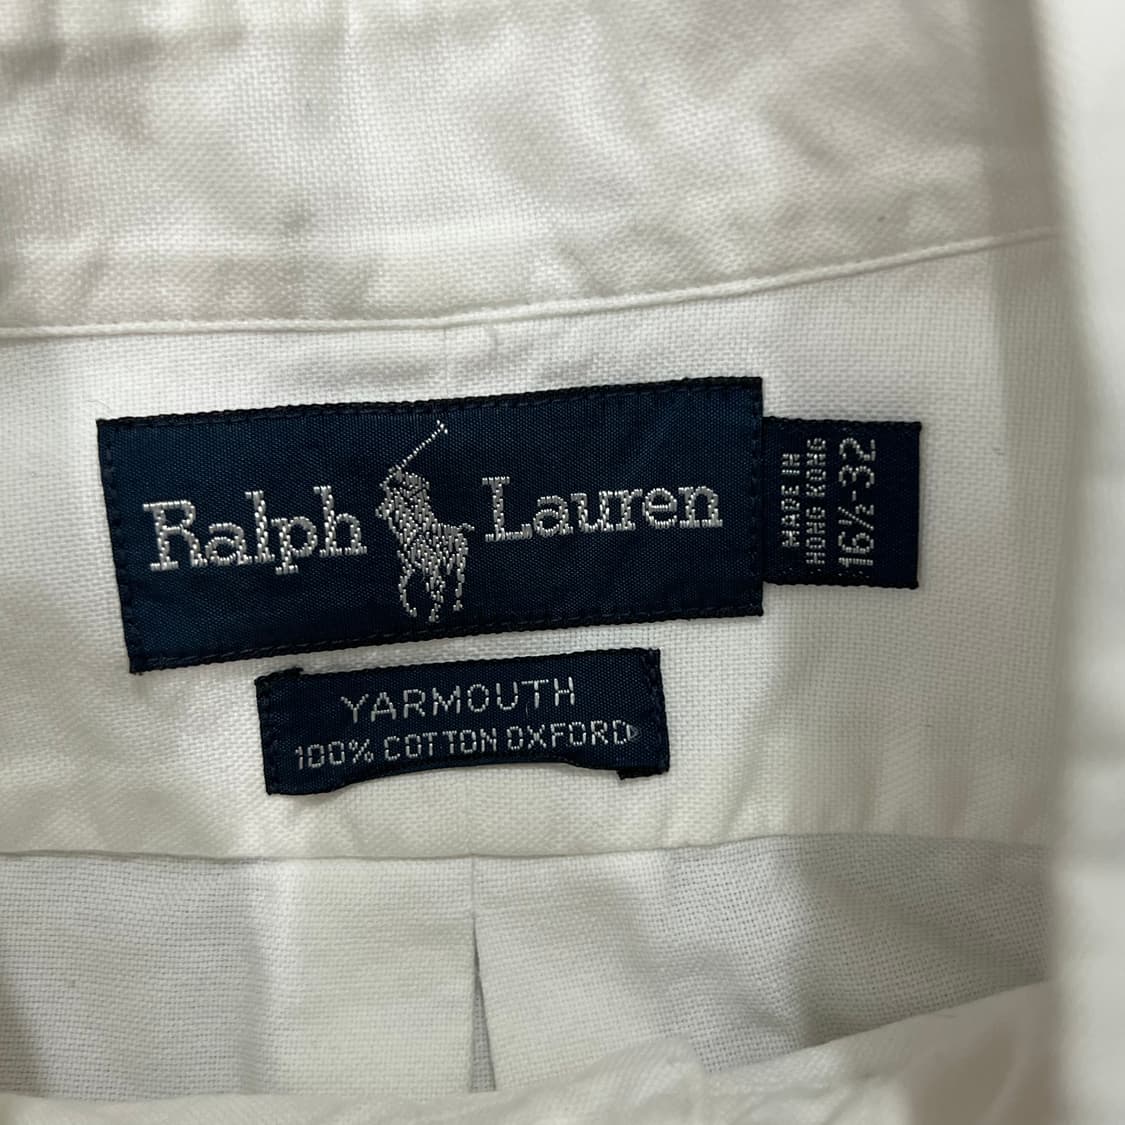 Ralph Lauren
MADE IN
HONG KONG
16½-32
YARMOUTH
100% COTTON OXFORD